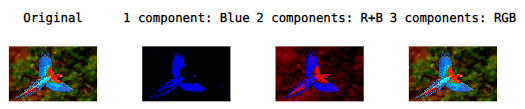 Original
1 component: Blue
2 components: R+B
3 components: RGB